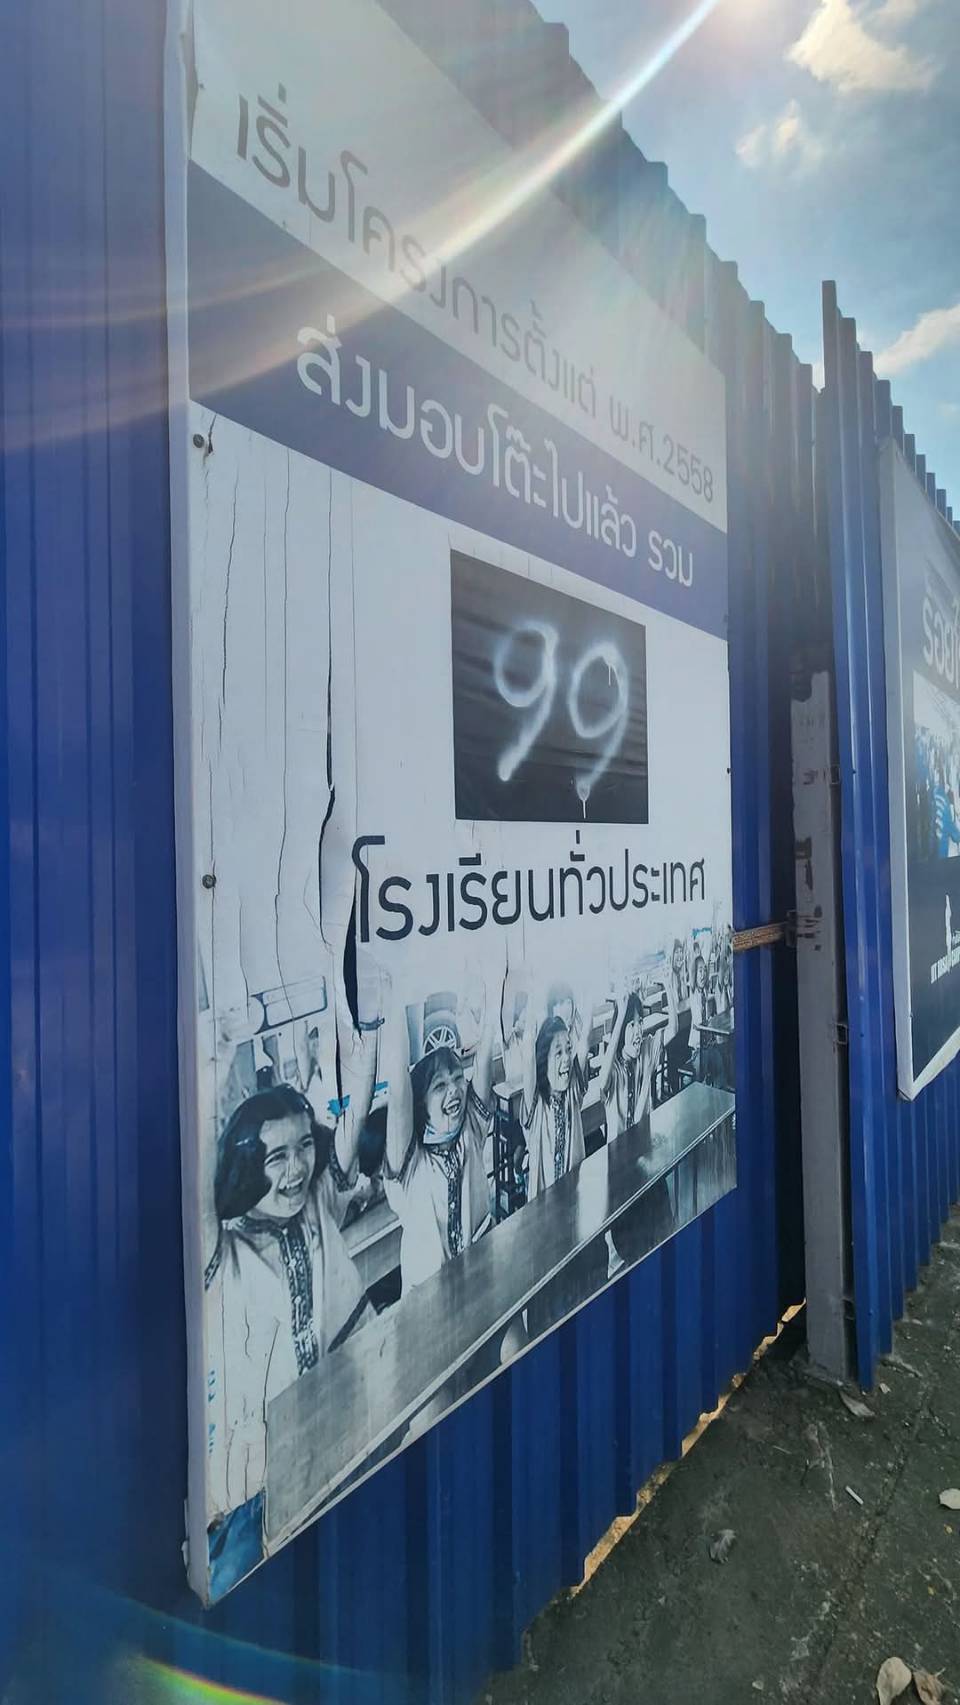 เริ่มโครงการตั้งแต่ พ.ศ.2558
ส่งมอบโต๊ะไปแล้ว รวม
99
โรงเรียนทั่วประเทศ